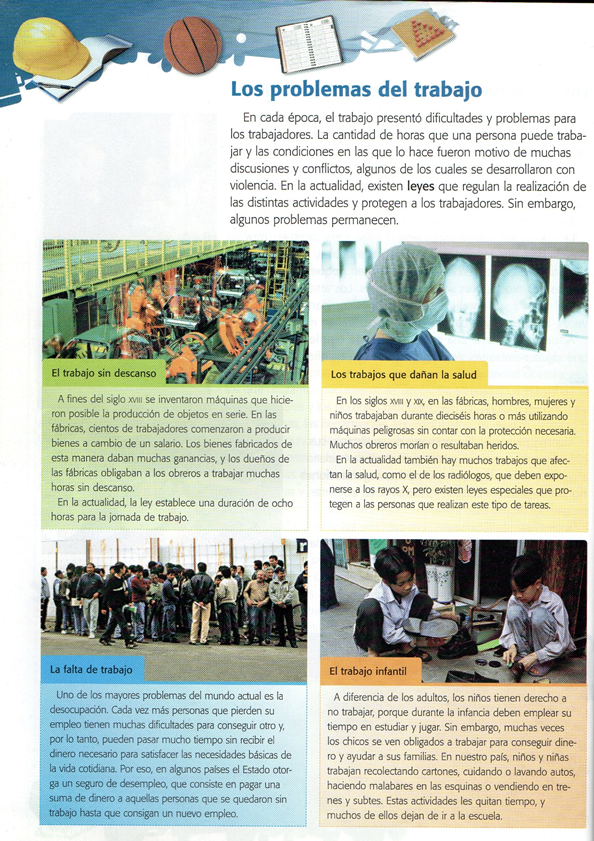 Los problemas del trabajo
En cada época, el trabajo presentó dificultades y problemas para
los trabajadores. La cantidad de horas que una persona puede traba-
jar y las condiciones en las que lo hace fueron motivo de muchas
discusiones y conflictos, algunos de los cuales se desarrollaron con
violencia. En la actualidad, existen leyes que regulan la realización de
las distintas actividades y protegen a los trabajadores. Sin embargo,
algunos problemas permanecen.
El trabajo sin descanso
A fines del siglo XVIII se inventaron máquinas que hicie-
ron posible la producción de objetos en serie. En las
fábricas, cientos de trabajadores comenzaron a producir
bienes a cambio de un salario. Los bienes fabricados de
esta manera daban muchas ganancias, y los dueños de
las fábricas obligaban a los obreros a trabajar muchas
horas sin descanso.
En la actualidad, la ley establece una duración de ocho
horas para la jornada de trabajo.
Los trabajos que dañan la salud
En los siglos XVIII y XIX, en las fábricas, hombres, mujeres y
niños trabajaban durante dieciséis horas o más utilizando
máquinas peligrosas sin contar con la protección necesaria.
Muchos obreros morían o resultaban heridos.
En la actualidad también hay muchos trabajos que afec-
tan la salud, como el de los radiólogos, que deben expo-
nerse a los rayos X, pero existen leyes especiales que pro-
tegen a las personas que realizan este tipo de tareas.
La falta de trabajo
Uno de los mayores problemas del mundo actual es la
desocupación. Cada vez más personas que pierden su
empleo tienen muchas dificultades para conseguir otro y,
por lo tanto, pueden pasar mucho tiempo sin recibir el
dinero necesario para satisfacer las necesidades básicas de
la vida cotidiana. Por eso, en algunos países el Estado otor-
ga un seguro de desempleo, que consiste en pagar una
suma de dinero a aquellas personas que se quedaron sin
trabajo hasta que consigan un nuevo empleo.
El trabajo infantil
A diferencia de los adultos, los niños tienen derecho a
no trabajar, porque durante la infancia deben emplear su
tiempo en estudiar y jugar. Sin embargo, muchas veces
los chicos se ven obligados a trabajar para conseguir dine-
ro y ayudar a sus familias. En nuestro país, niños y niñas
trabajan recolectando cartones, cuidando o lavando autos,
haciendo malabares en las esquinas o vendiendo en tre-
nes y subtes. Estas actividades les quitan tiempo, y
muchos de ellos dejan de ir a la escuela.